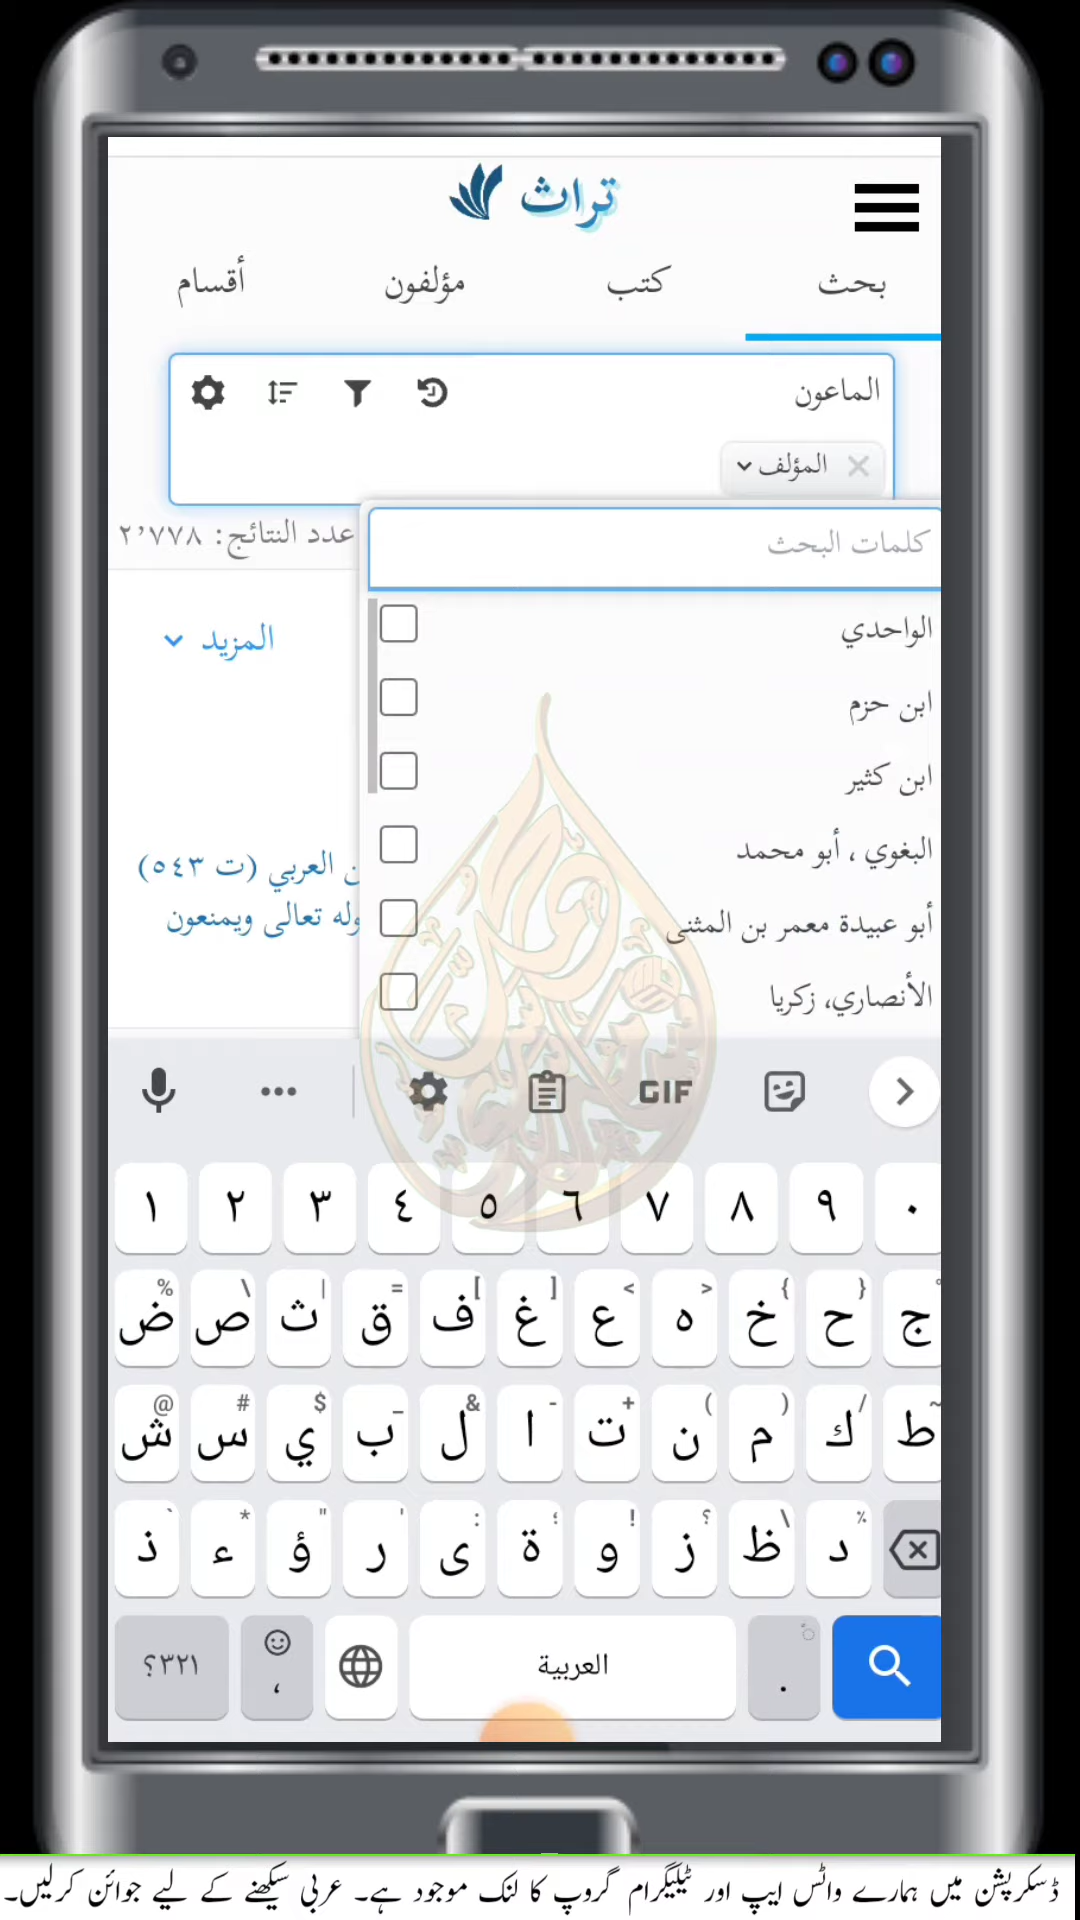 تراث
بحث كتب مؤلفون أقسام
الماعون
المؤلف
عدد النتائج: ٢٬٧٧٨
كلمات البحث
المزيد
الواحدي
ابن حزم
ابن كثير
البغوي ، أبو محمد
العربي (ت ٥٤٣)
أبو عبيدة معمر بن المثنى
تعالى ويمنعون
الأنصاري، زكريا
GIF
١ ٢ ٣ ٤ ٥ ٦ ٧ ٨ ٩ ٠
ض ص ث ق ف غ ع ه خ ح ج
ش س ي ب ل ا ت ن م ك ط
ذ ء ؤ ر ى ة و ز ظ د
؟٣٢١ ، العربية .
ڈسکرپشن میں ہمارے واٹس ایپ اور ٹیلیگرام گروپ کا لنک موجود ہے۔ عربی سیکھنے کے لیے جوائن کرلیں۔